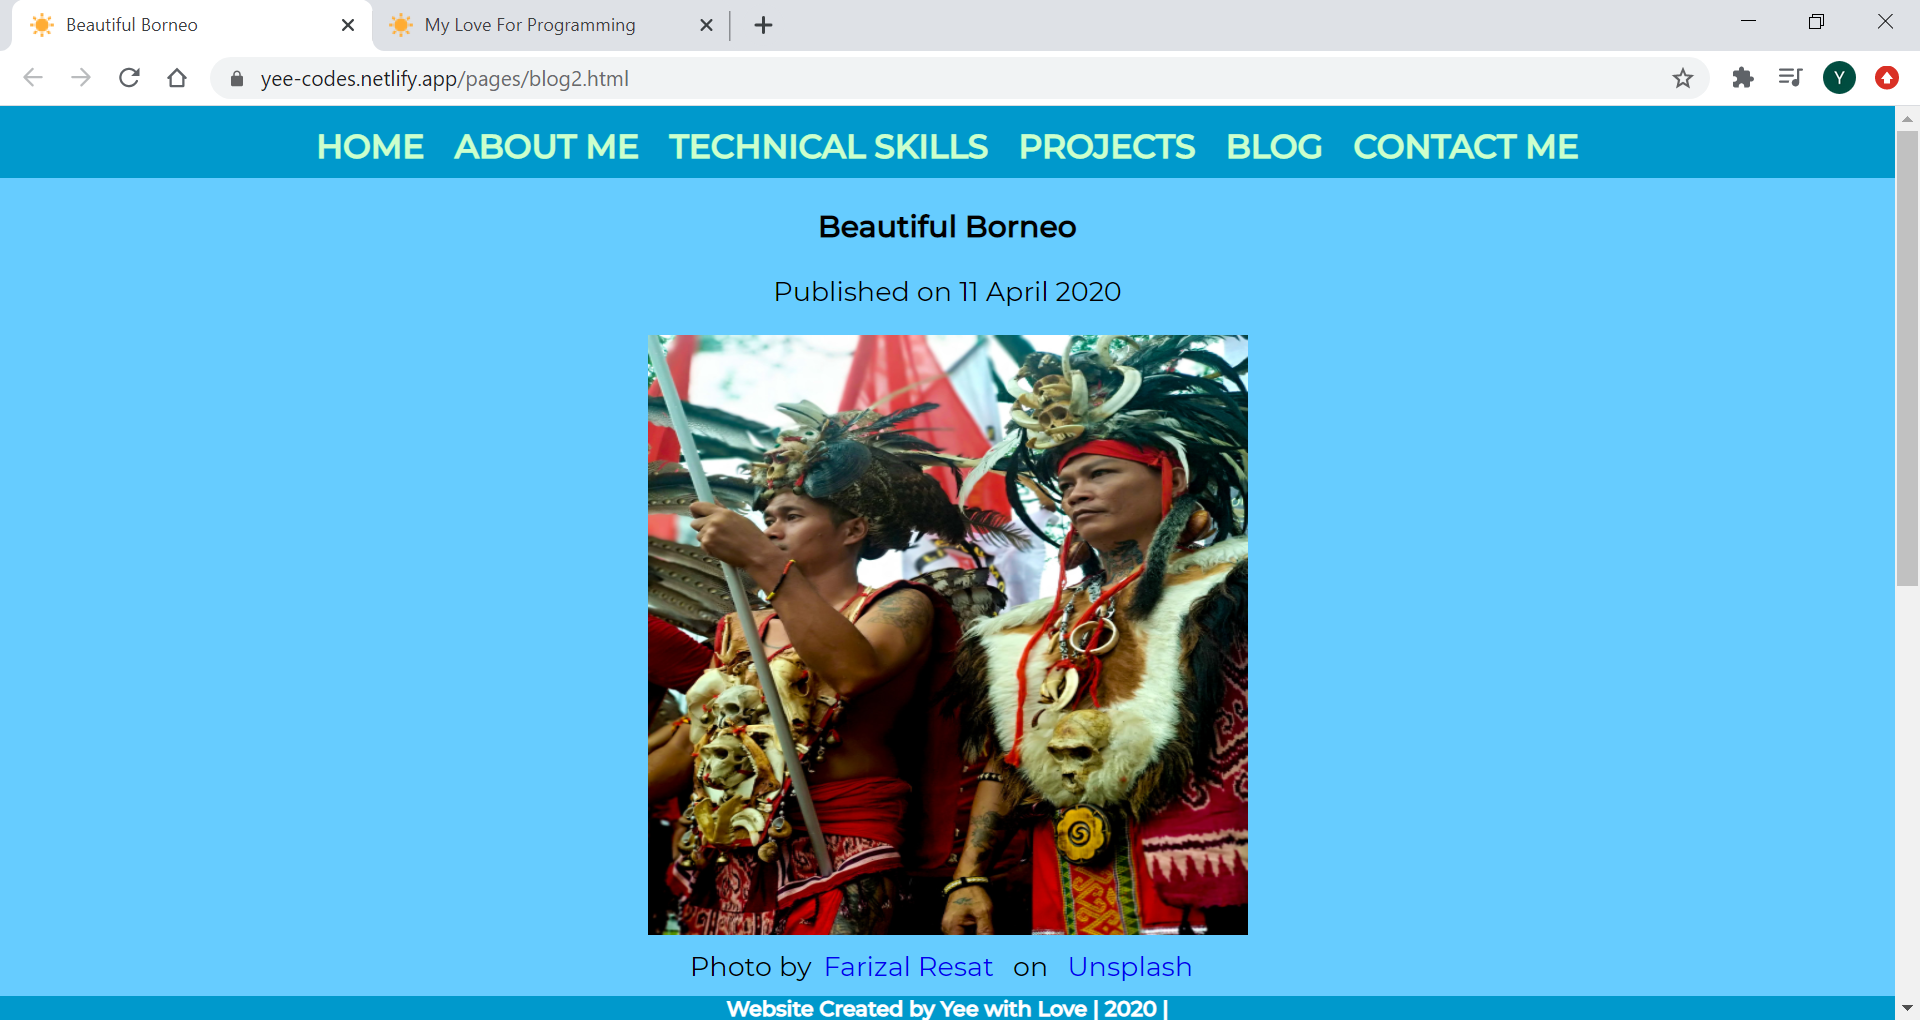 Beautiful Borneo
My Love For Programming
Y
yee-codes.netlify.app/pages/blog2.html
HOME ABOUT ME TECHNICAL SKILLS PROJECTS BLOG CONTACT ME
Beautiful Borneo
Published on 11 April 2020
Photo by Farizal Resat on Unsplash
Website Created by Yee with Love | 2020 |